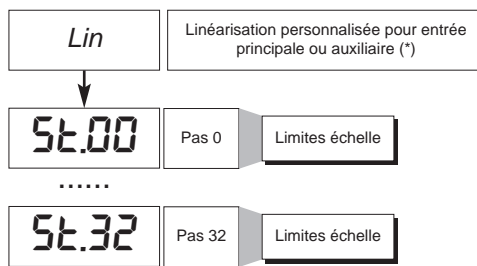 Lin
Linéarisation personnalisée pour entrée
principale ou auxiliaire (*)
St.00
Pas 0
Limites échelle
......
St.32
Pas 32
Limites échelle